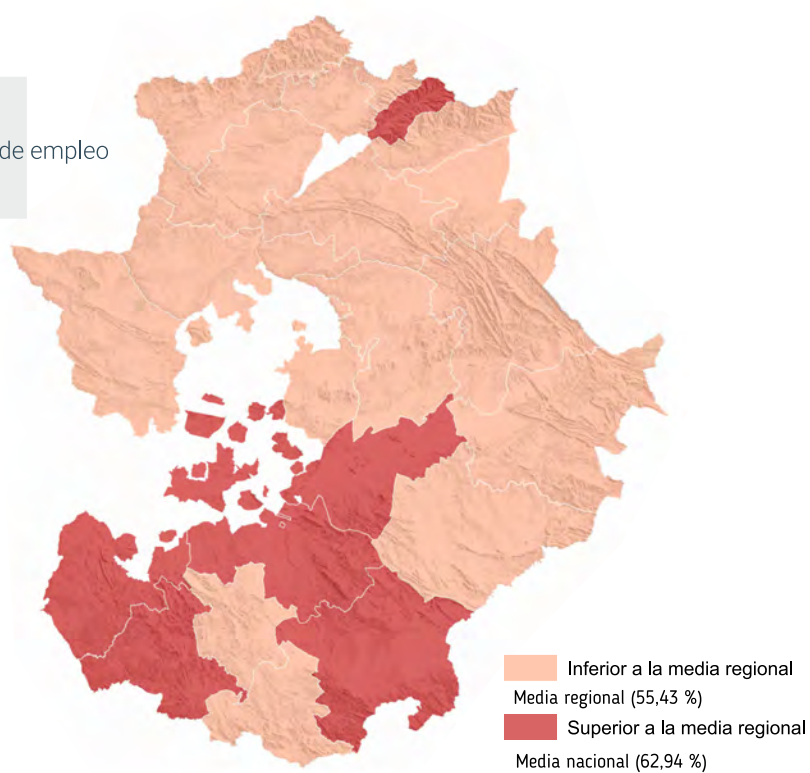 de empleo
Inferior a la media regional
Media regional (55,43 %)
Superior a la media regional
Media nacional (62,94 %)